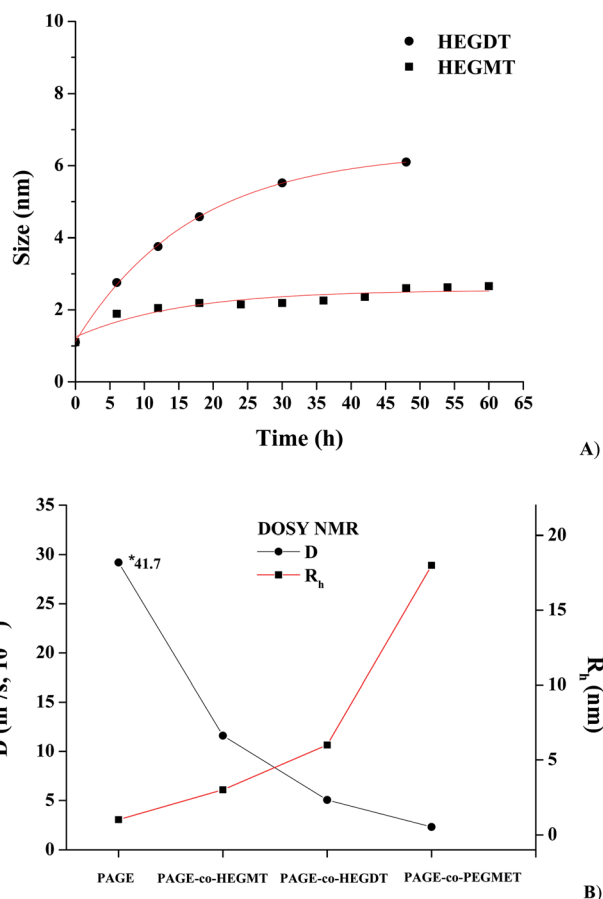 10
8
6
4
2
0
Size (nm)
HEGDT
HEGMT
0 5 10 15 20 25 30 35 40 45 50 55 60 65
Time (h)
A)
35
30
25
20
15
10
5
0
DOSY NMR
D
Rh
*41.7
20
15
10
5
0
Rh (nm)
PAGE PAGE-co-HEGMT PAGE-co-HEGDT PAGE-co-PEGMET
B)